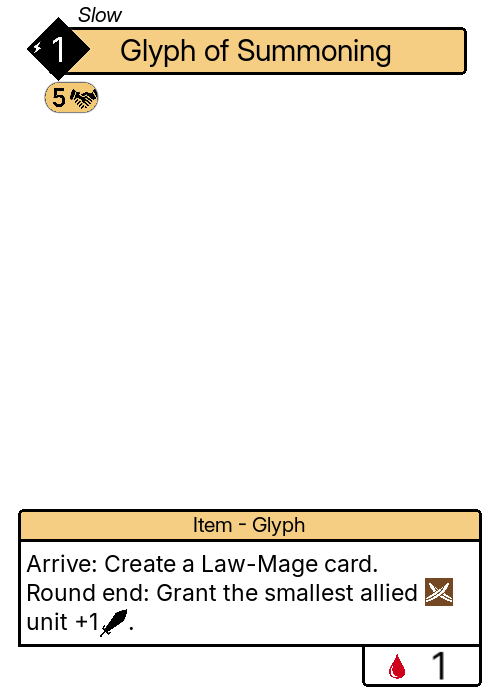 Slow
1
Glyph of Summoning
5
Item - Glyph
Arrive: Create a Law-Mage card.
Round end: Grant the smallest allied
unit +1.
1